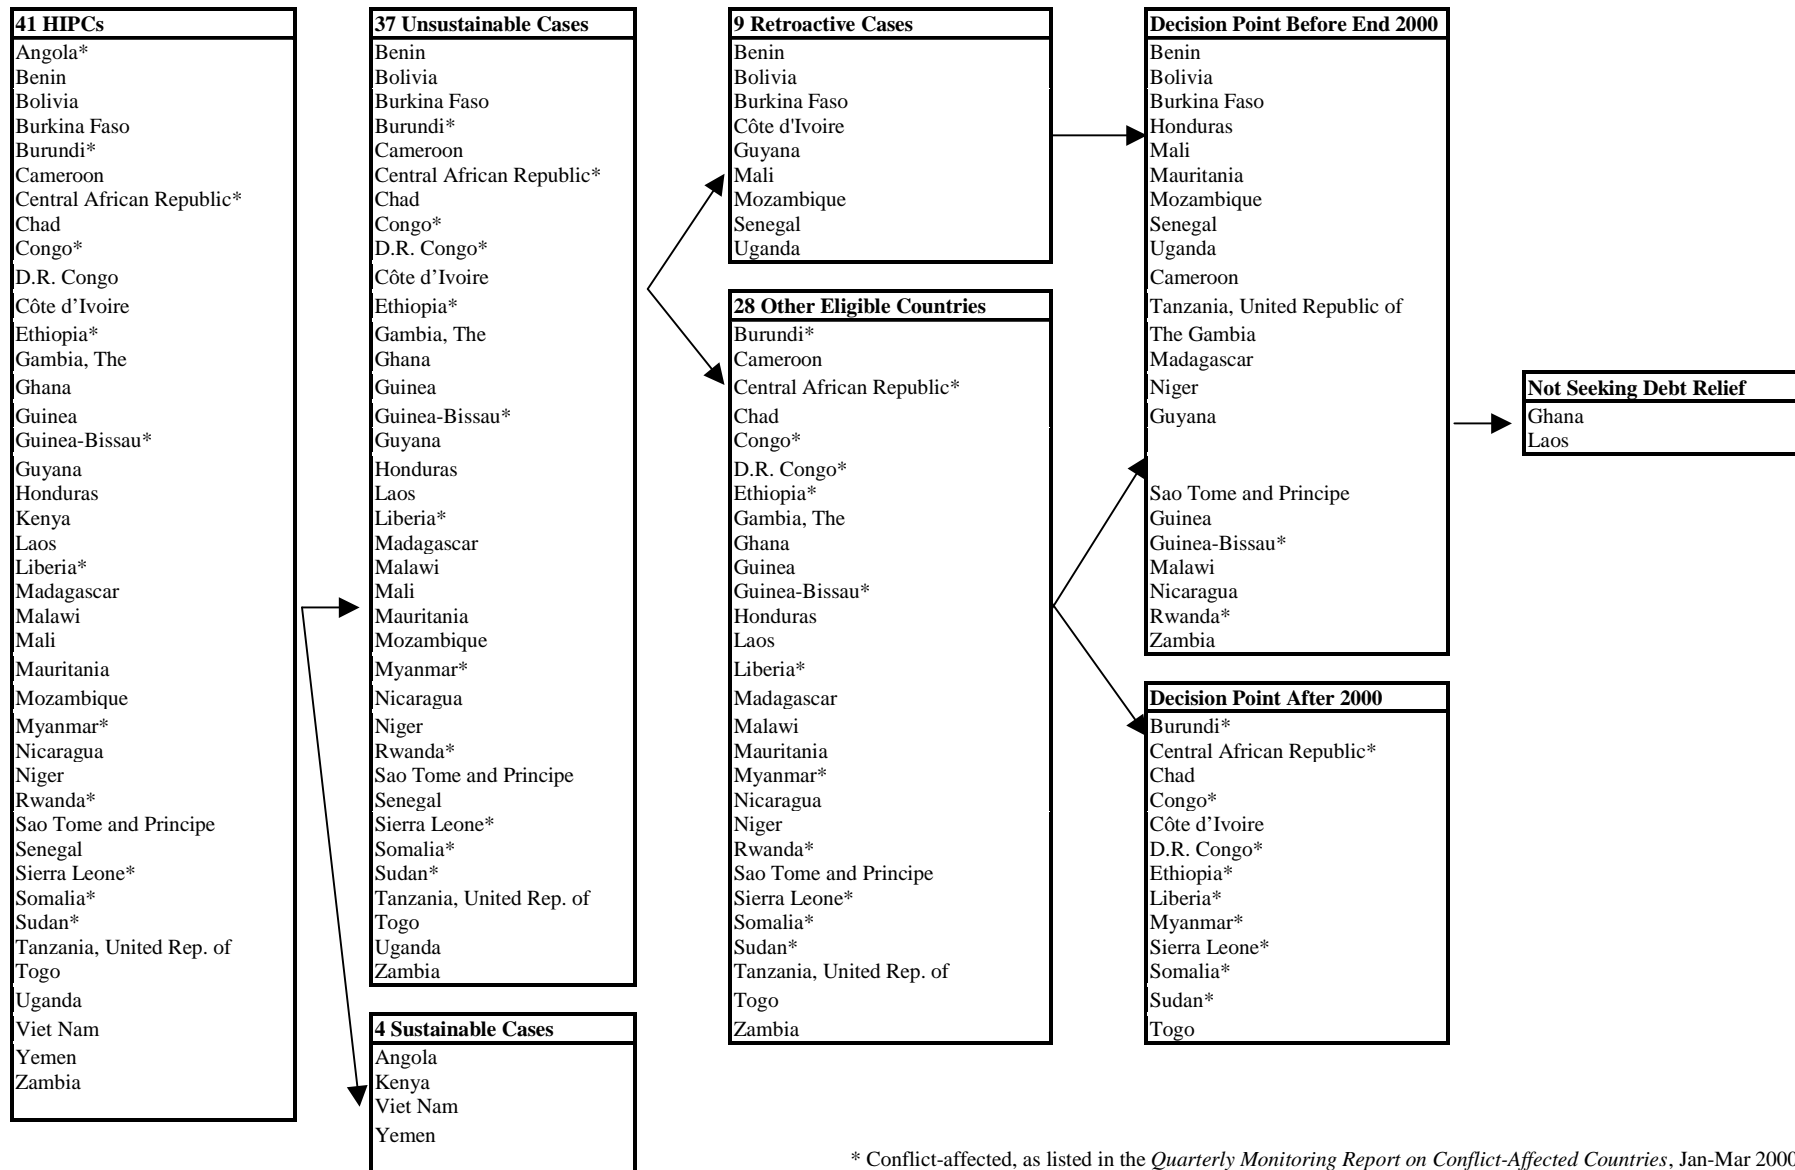 41 HIPCs
Angola*
Benin
Bolivia
Burkina Faso
Burundi*
Cameroon
Central African Republic*
Chad
Congo*
D.R. Congo
Côte d’Ivoire
Ethiopia*
Gambia, The
Ghana
Guinea
Guinea-Bissau*
Guyana
Honduras
Kenya
Laos
Liberia*
Madagascar
Malawi
Mali
Mauritania
Mozambique
Myanmar*
Nicaragua
Niger
Rwanda*
Sao Tome and Principe
Senegal
Sierra Leone*
Somalia*
Sudan*
Tanzania, United Rep. of
Togo
Uganda
Viet Nam
Yemen
Zambia
37 Unsustainable Cases
Benin
Bolivia
Burkina Faso
Burundi*
Cameroon
Central African Republic*
Chad
Congo*
D.R. Congo*
Côte d’Ivoire
Ethiopia*
Gambia, The
Ghana
Guinea
Guinea-Bissau*
Guyana
Honduras
Laos
Liberia*
Madagascar
Malawi
Mali
Mauritania
Mozambique
Myanmar*
Nicaragua
Niger
Rwanda*
Sao Tome and Principe
Senegal
Sierra Leone*
Somalia*
Sudan*
Tanzania, United Rep. of
Togo
Uganda
Zambia
4 Sustainable Cases
Angola
Kenya
Viet Nam
Yemen
9 Retroactive Cases
Benin
Bolivia
Burkina Faso
Côte d'Ivoire
Guyana
Mali
Mozambique
Senegal
Uganda
28 Other Eligible Countries
Burundi*
Cameroon
Central African Republic*
Chad
Congo*
D.R. Congo*
Ethiopia*
Gambia, The
Ghana
Guinea
Guinea-Bissau*
Honduras
Laos
Liberia*
Madagascar
Malawi
Mauritania
Myanmar*
Nicaragua
Niger
Rwanda*
Sao Tome and Principe
Sierra Leone*
Somalia*
Sudan*
Tanzania, United Rep. of
Togo
Zambia
Decision Point Before End 2000
Benin
Bolivia
Burkina Faso
Honduras
Mali
Mauritania
Mozambique
Senegal
Uganda
Cameroon
Tanzania, United Republic of
The Gambia
Madagascar
Niger
Guyana
Sao Tome and Principe
Guinea
Guinea-Bissau*
Malawi
Nicaragua
Rwanda*
Zambia
Decision Point After 2000
Burundi*
Central African Republic*
Chad
Congo*
Côte d’Ivoire
D.R. Congo*
Ethiopia*
Liberia*
Myanmar*
Sierra Leone*
Somalia*
Sudan*
Togo
Not Seeking Debt Relief
Ghana
Laos
* Conflict-affected, as listed in the Quarterly Monitoring Report on Conflict-Affected Countries, Jan-Mar 2000